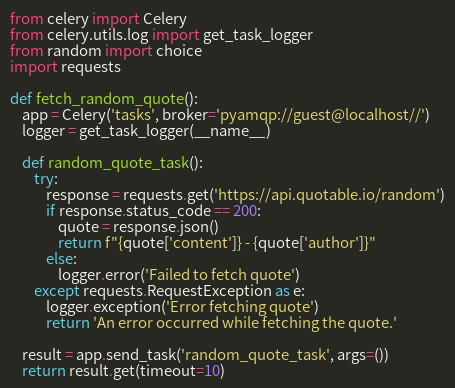 from celery import Celery
from celery.utils.log import get_task_logger
from random import choice
import requests

def fetch_random_quote():
    app = Celery('tasks', broker='pyamqp://guest@localhost//')
    logger = get_task_logger(__name__)

    def random_quote_task():
        try:
            response = requests.get('https://api.quotable.io/random')
            if response.status_code == 200:
                quote = response.json()
                return f"{quote['content']} - {quote['author']}"
            else:
                logger.error('Failed to fetch quote')
        except requests.RequestException as e:
            logger.exception('Error fetching quote')
            return 'An error occurred while fetching the quote.'

    result = app.send_task('random_quote_task', args=())
    return result.get(timeout=10)